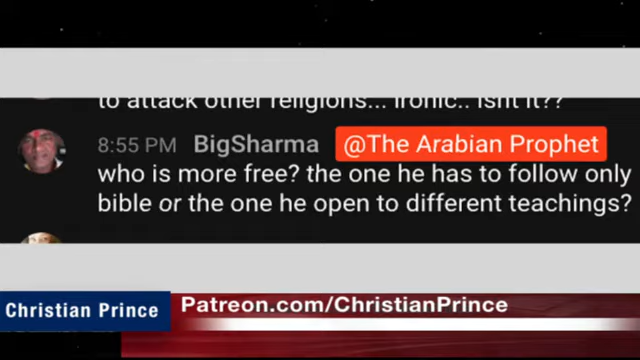 to attack other religions... ironic.. isnt it??
8:55 PM BigSharma @The Arabian Prophet
who is more free? the one he has to follow only
bible or the one he open to different teachings?
Christian Prince
Patreon.com/ChristianPrince